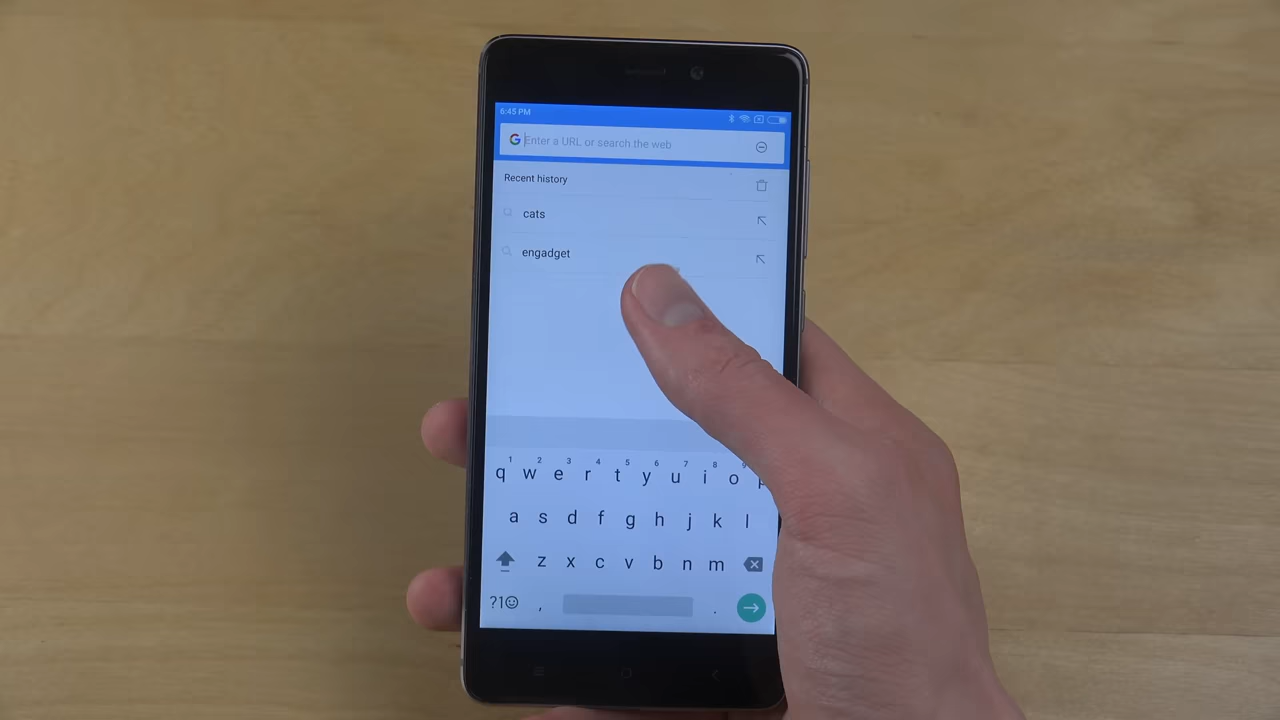 6:45 PM
G Enter a URL or search the web
Recent history
cats
engadget
1 2 3 4 5 6 7 8 9
q w e r t y u i o p
a s d f g h j k l
z x c v b n m
?1☺ , .